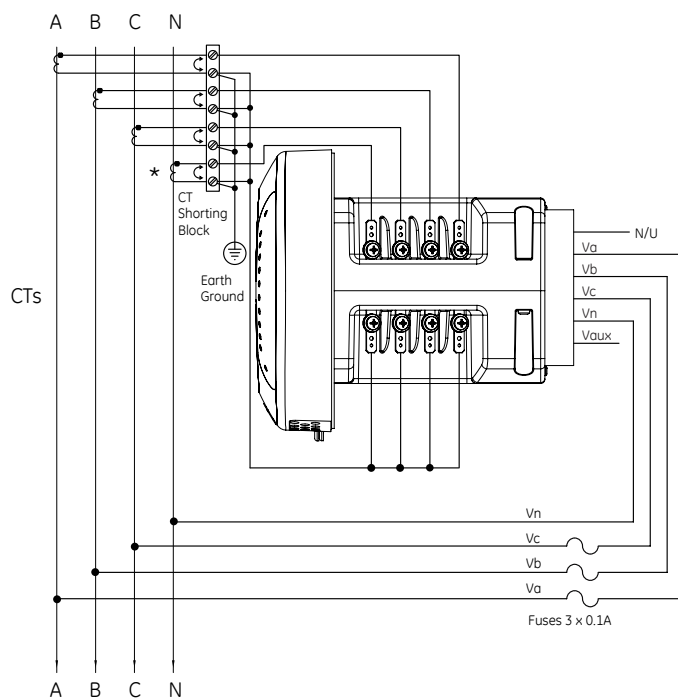 A B C N
*
CT
Shorting
Block
Earth
Ground
CTs
N/U
Va
Vb
Vc
Vn
Vaux
Vn
Vc
Vb
Va
Fuses 3 x 0.1A
A B C N